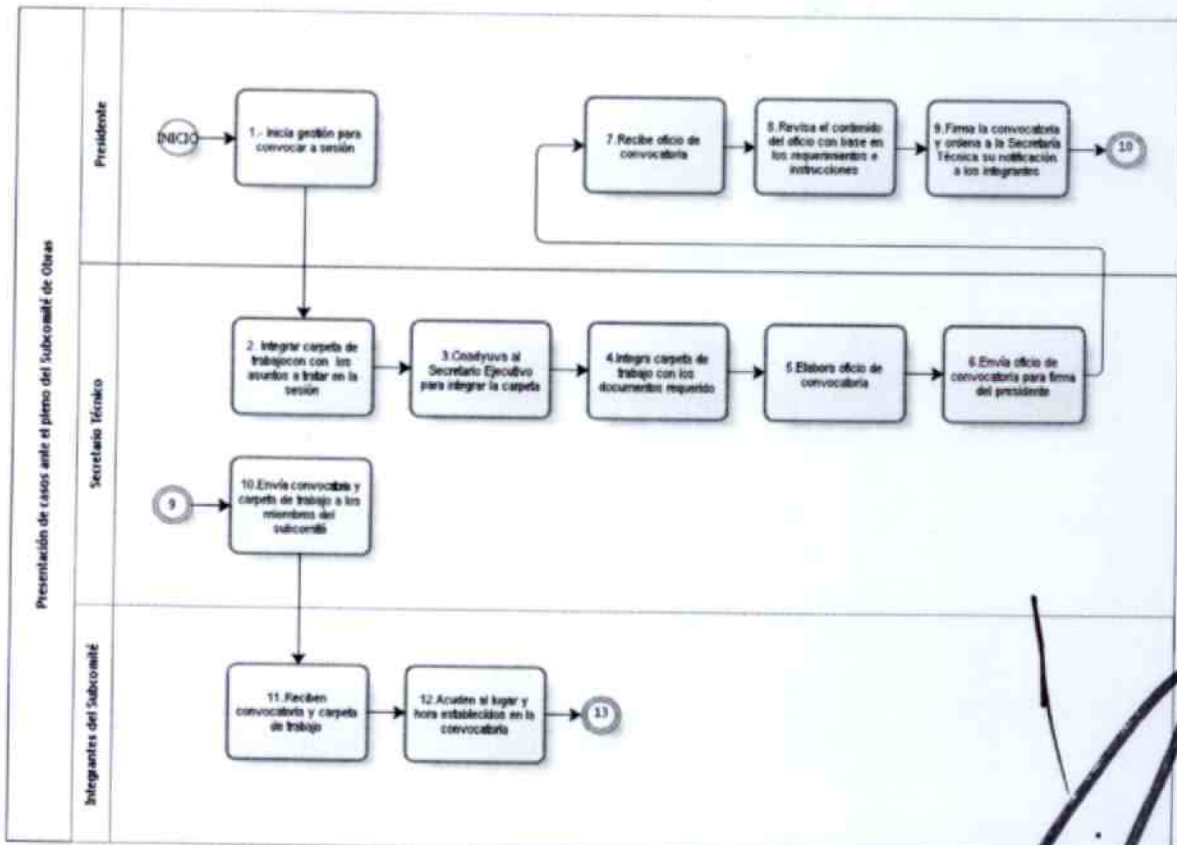 Presentación de casos ante el pleno del Subcomité de Obras
Presidente
INICIO
1.- Inicia gestión para
convocar a sesión
7.Recibe oficio de
convocatoria
8.Revisa el contenido
del oficio con base en
los requerimientos e
instrucciones
9.Firma la convocatoria
y ordena a la Secretaría
Técnica su notificación
a los integrantes
10
Secretario Técnico
2. Integrar carpeta de
trabajocon con los
asuntos a tratar en la
sesión
3.Coadyuva al
Secretario Ejecutivo
para integrar la carpeta
4.Integra carpeta de
trabajo con los
documentos requerido
5.Elabora oficio de
convocatoria
6.Envía oficio de
convocatoria para firma
del presidente
9
10.Envía convocatoria y
carpeta de trabajo a los
miembros del
subcomité
Integrantes del Subcomité
11.Reciben
convocatoria y carpeta
de trabajo
12.Acuden al lugar y
hora establecidos en la
convocatoria
13